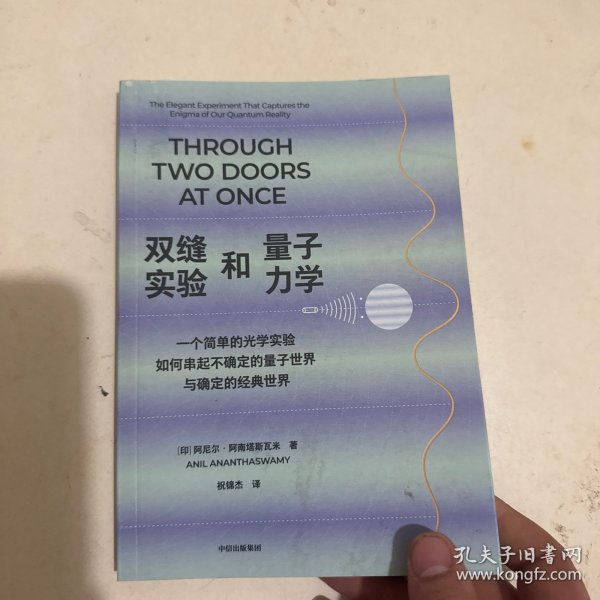 The Elegant Experiment That Captures the
Enigma of Our Quantum Reality
THROUGH
TWO DOORS
AT ONCE
双缝
实验
和
量子
力学
一个简单的光学实验
如何串起不确定的量子世界
与确定的经典世界
[印] 阿尼尔·阿南塔斯瓦米 著
ANIL ANANTHASWAMY
祝锦杰 译
中信出版集团
孔夫子旧书网
www.kongfz.com